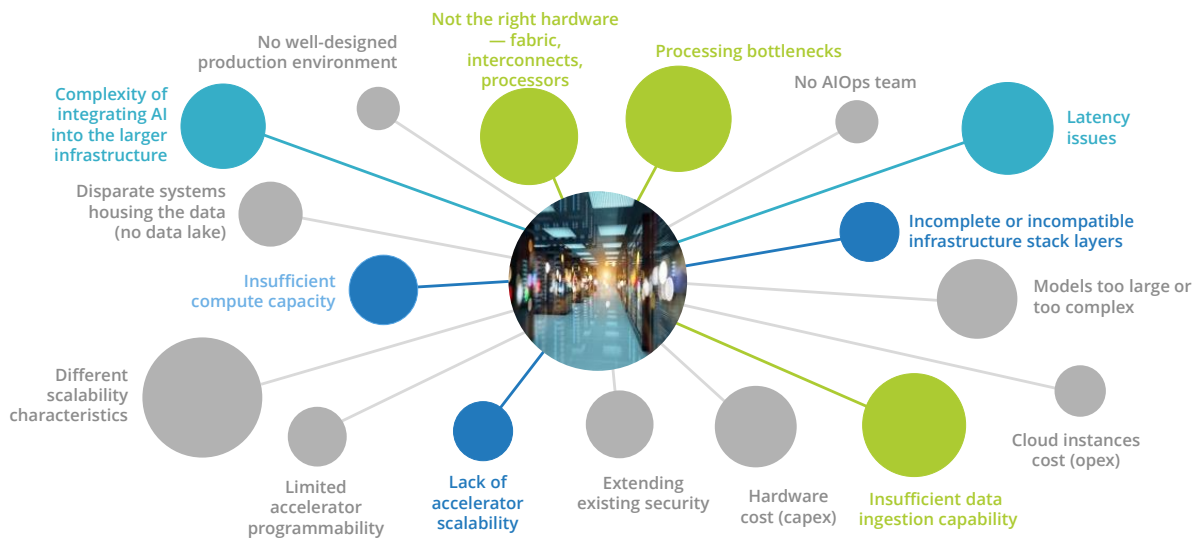 Not the right hardware
— fabric,
interconnects,
processors
No well-designed
production environment
Processing bottlenecks
No AIOps team
Complexity of
integrating AI
into the larger
infrastructure
Latency
issues
Disparate systems
housing the data
(no data lake)
Incomplete or incompatible
infrastructure stack layers
Insufficient
compute capacity
Models too large or
too complex
Different
scalability
characteristics
Cloud instances
cost (opex)
Limited
accelerator
programmability
Lack of
accelerator
scalability
Extending
existing security
Hardware
cost (capex)
Insufficient data
ingestion capability